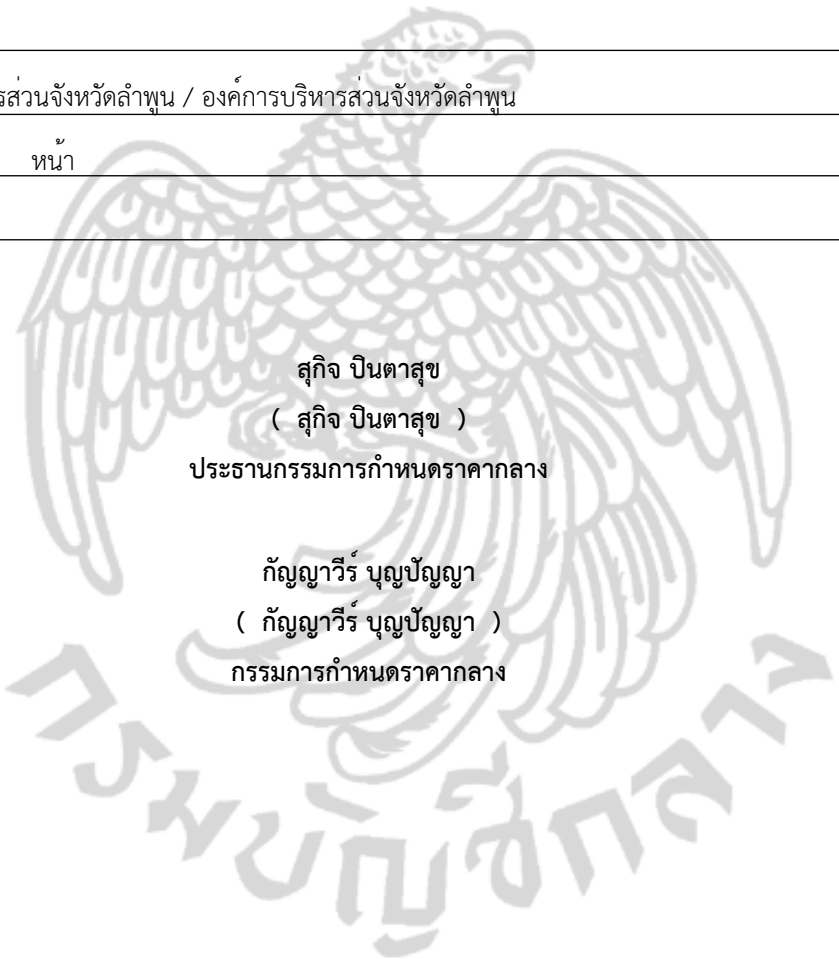 รส่วนจังหวัดลำพูน / องค์การบริหารส่วนจังหวัดลำพูน
หน้า
สุกิจ ปินตาสุข
( สุกิจ ปินตาสุข )
ประธานกรรมการกำหนดราคากลาง
กัญญาวีร์ บุญปัญญา
( กัญญาวีร์ บุญปัญญา )
กรรมการกำหนดราคากลาง
กรมบัญชีกลาง